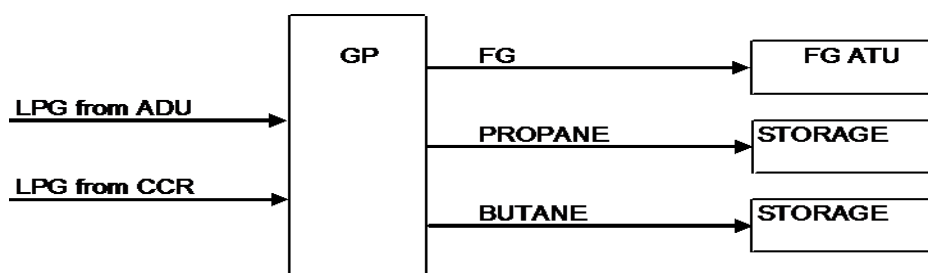 GP
FG
FG ATU
LPG from ADU
PROPANE
STORAGE
LPG from CCR
BUTANE
STORAGE